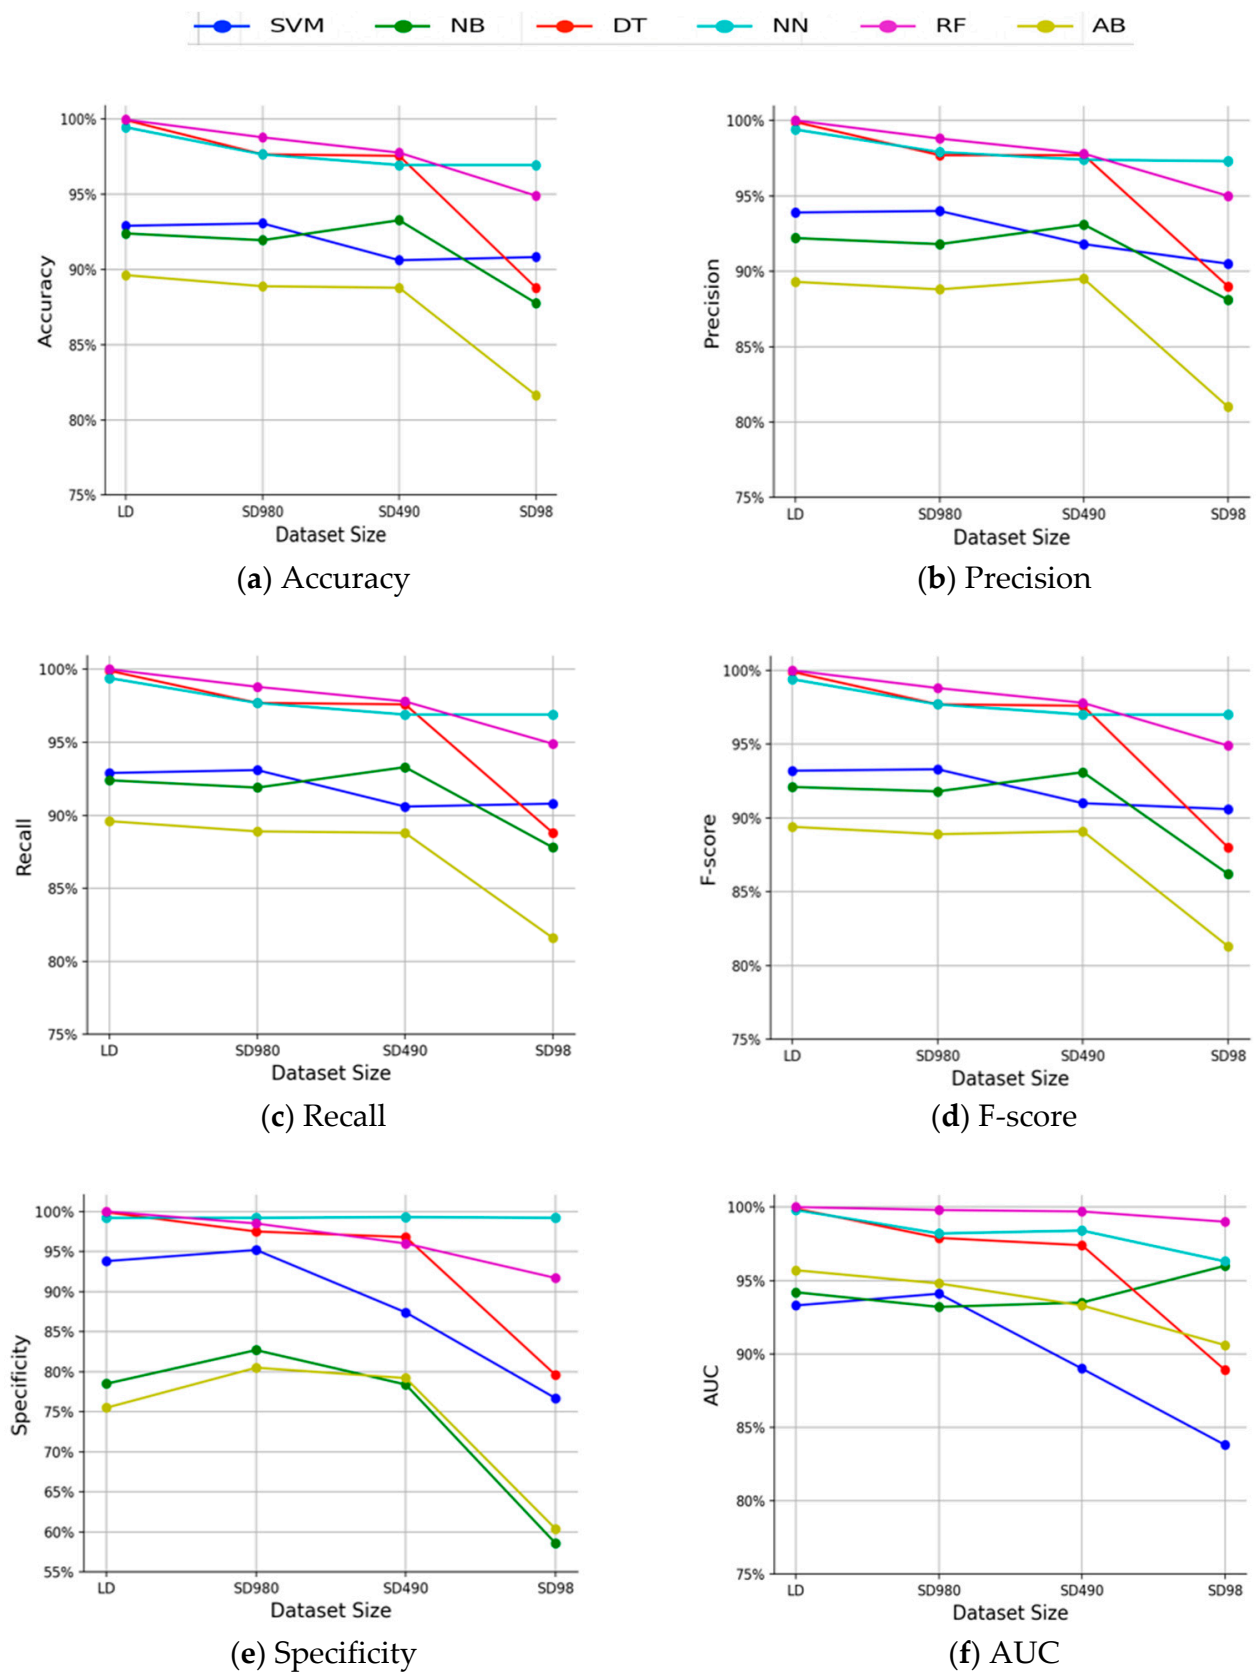 SVM NB DT NN RF AB
100%
95%
90%
85%
80%
75%
Accuracy
LD SD980 SD490 SD98
Dataset Size
(a) Accuracy
100%
95%
90%
85%
80%
75%
Precision
LD SD980 SD490 SD98
Dataset Size
(b) Precision
100%
95%
90%
85%
80%
75%
Recall
LD SD980 SD490 SD98
Dataset Size
(c) Recall
100%
95%
90%
85%
80%
75%
F-score
LD SD980 SD490 SD98
Dataset Size
(d) F-score
100%
95%
90%
85%
80%
75%
70%
65%
60%
55%
Specificity
LD SD980 SD490 SD98
Dataset Size
(e) Specificity
100%
95%
90%
85%
80%
75%
AUC
LD SD980 SD490 SD98
Dataset Size
(f) AUC